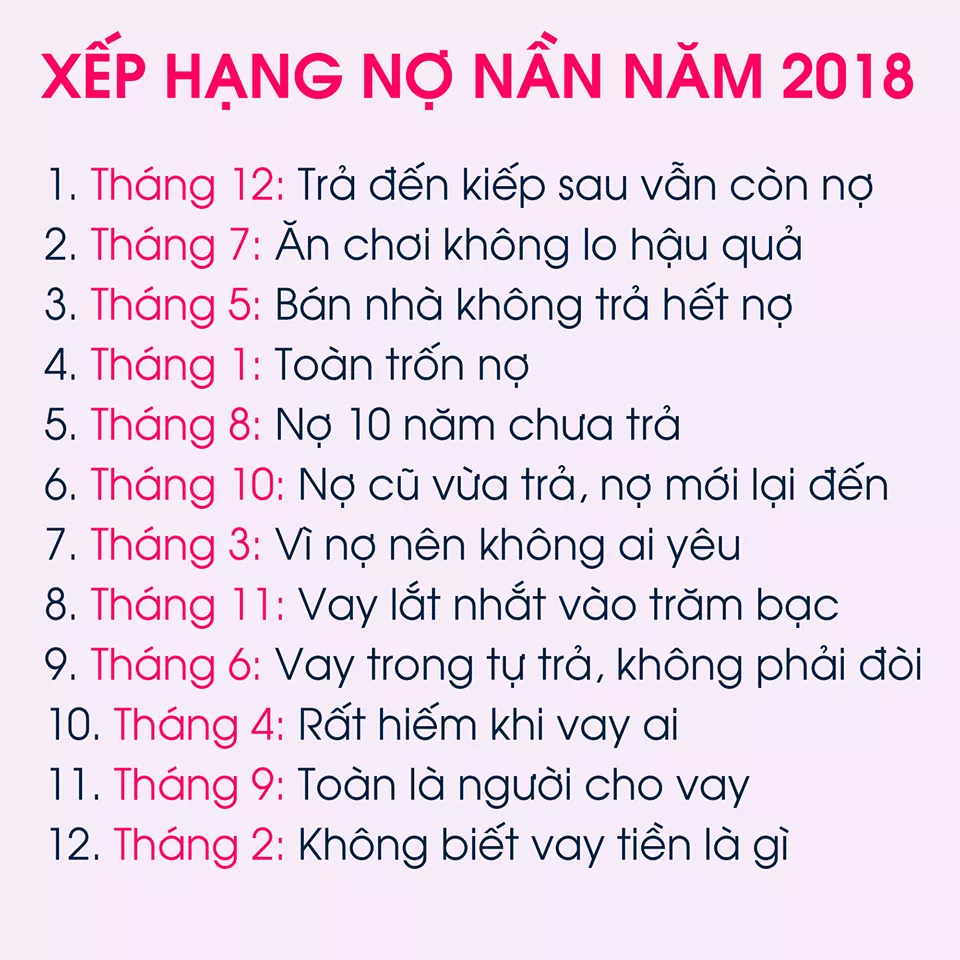 XẾP HẠNG NỢ NẦN NĂM 2018
1. Tháng 12: Trả đến kiếp sau vẫn còn nợ
2. Tháng 7: Ăn chơi không lo hậu quả
3. Tháng 5: Bán nhà không trả hết nợ
4. Tháng 1: Toàn trốn nợ
5. Tháng 8: Nợ 10 năm chưa trả
6. Tháng 10: Nợ cũ vừa trả, nợ mới lại đến
7. Tháng 3: Vì nợ nên không ai yêu
8. Tháng 11: Vay lắt nhắt vào trăm bạc
9. Tháng 6: Vay trong tự trả, không phải đòi
10. Tháng 4: Rất hiếm khi vay ai
11. Tháng 9: Toàn là người cho vay
12. Tháng 2: Không biết vay tiền là gì